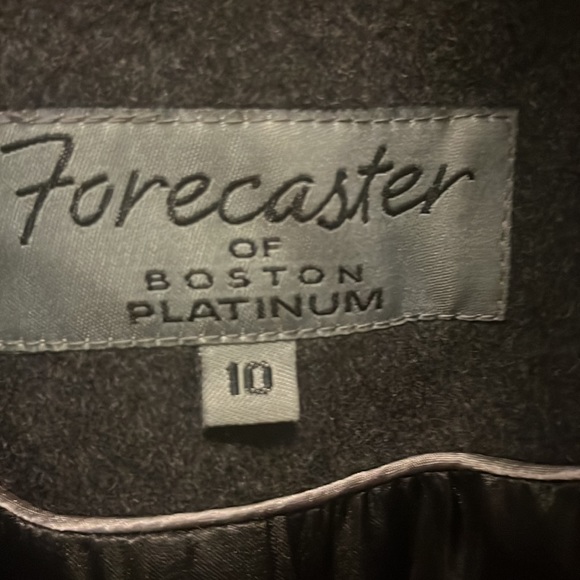 Forecaster
OF
BOSTON
PLATINUM
10